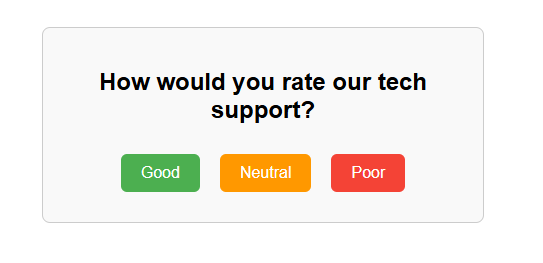 How would you rate our tech
support?
Good Neutral Poor